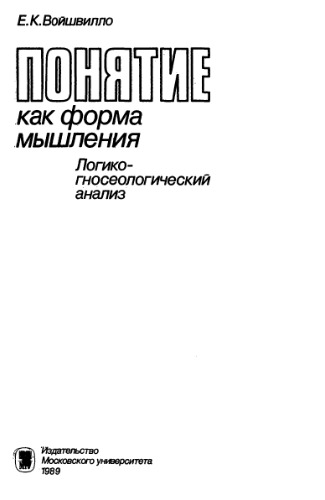 Е.К.Войшвилло
ПОНЯТИЕ
как форма
мышления
Логико-
гносеологический
анализ
Издательство
Московского университета
1989